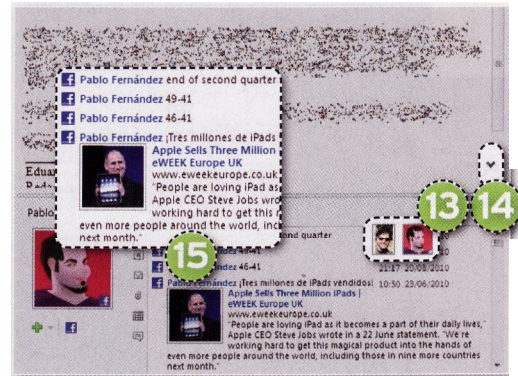 Pablo Fernández end of second quarter
Pablo Fernández 49-41
Pablo Fernández 46-41
Pablo Fernández ¡Tres millones de iPads
Apple Sells Three Million
eWEEK Europe UK
www.eweekeurope.co.uk
"People are loving iPad as
Apple CEO Steve Jobs wrot
working hard to get this r
even more people around the world, incl
next month."
Edua
Pablo
13
14
15
ond quarter
49-41
46-41
21:17 20/08/2010
Pablo Fernández ¡Tres millones de iPads vendidos! 10:50 23/06/2010
Apple Sells Three Million iPads |
eWEEK Europe UK
www.eweekeurope.co.uk
"People are loving iPad as it becomes a part of their daily lives,"
Apple CEO Steve Jobs wrote in a 22 June statement. "We're
working hard to get this magical product into the hands of
even more people around the world, including those in nine more countries
next month."